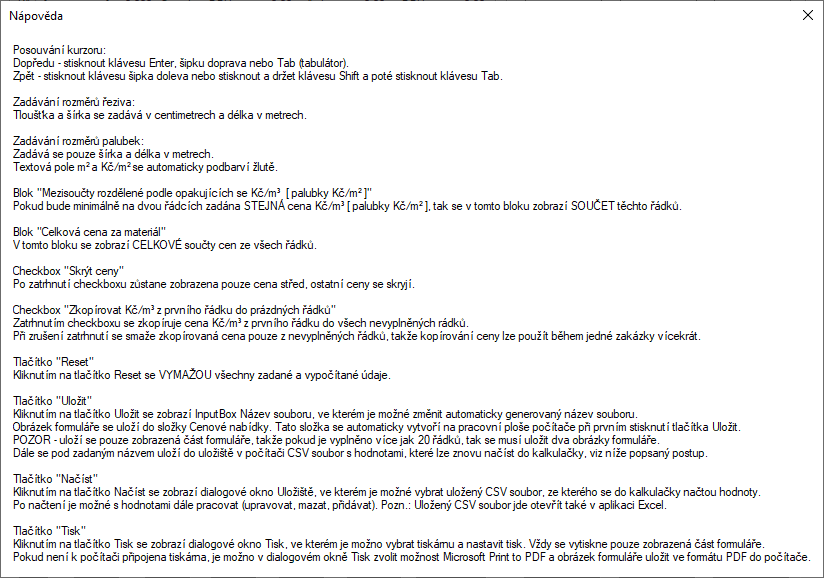 Nápověda
Posouvání kurzoru:
Dopředu - stisknout klávesu Enter, šipku doprava nebo Tab (tabulátor).
Zpět - stisknout klávesu šipka doleva nebo stisknout a držet klávesu Shift a poté stisknout klávesu Tab.
Zadávání rozměrů řeziva:
Tloušťka a šírka se zadává v centimetrech a délka v metrech.
Zadávání rozměrů palubek:
Zadává se pouze šírka a délka v metrech.
Textová pole m² a Kč/m² se automaticky podbarví žlutě.
Blok "Mezisoučty rozdělené podle opakujících se Kč/m³ [ palubky Kč/m² ]"
Pokud bude minimálně na dvou řádcích zadána STEJNÁ cena Kč/m³ [ palubky Kč/m² ], tak se v tomto bloku zobrazí SOUČET těchto řádků.
Blok "Celková cena za materiál"
V tomto bloku se zobrazí CELKOVÉ součty cen ze všech řádků.
Checkbox "Skrýt ceny"
Po zatrhnutí checkboxu zůstane zobrazena pouze cena střed, ostatní ceny se skryjí.
Checkbox "Zkopírovat Kč/m³ z prvního řádku do prázdných řádků"
Zatrhnutím checkboxu se zkopíruje cena Kč/m³ z prvního řádku do všech nevyplněných rádků.
Při zrušení zatrhnutí se smaže zkopírovaná cena pouze z nevyplněných řádků, takže kopírování ceny lze použít během jedné zakázky vícekrát.
Tlačítko "Reset"
Kliknutím na tlačítko Reset se VYMAŽOU všechny zadané a vypočítané údaje.
Tlačítko "Uložit"
Kliknutím na tlačítko Uložit se zobrazí InputBox Název souboru, ve kterém je možné změnit automaticky generovaný název souboru.
Obrázek formuláře se uloží do složky Cenové nabídky. Tato složka se automaticky vytvoří na pracovní ploše počítače při prvním stisknutí tlačítka Uložit.
POZOR - uloží se pouze zobrazená část formuláře, takže pokud je vyplněno více jak 20 řádků, tak se musí uložit dva obrázky formuláře.
Dále se pod zadaným názvem uloží do uložiště v počítači CSV soubor s hodnotami, které lze znovu načíst do kalkulačky, viz níže popsaný postup.
Tlačítko "Načíst"
Kliknutím na tlačítko Načíst se zobrazí dialogové okno Uložiště, ve kterém je možné vybrat uložený CSV soubor, ze kterého se do kalkulačky načtou hodnoty.
Po načtení je možné s hodnotami dále pracovat (upravovat, mazat, přidávat). Pozn.: Uložený CSV soubor jde otevřít také v aplikaci Excel.
Tlačítko "Tisk"
Kliknutím na tlačítko Tisk se zobrazí dialogové okno Tisk, ve kterém je možno vybrat tiskárnu a nastavit tisk. Vždy se vytiskne pouze zobrazená část formuláře.
Pokud není k počítači připojena tiskárna, je možno v dialogovém okně Tisk zvolit možnost Microsoft Print to PDF a obrázek formuláře uložit ve formátu PDF do počítače.